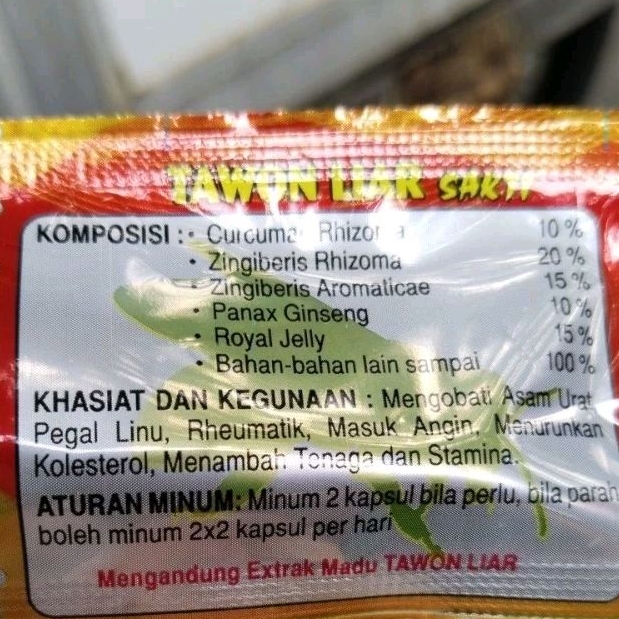 TAWON LIAR SAKTI
KOMPOSISI : • Curcuma Rhizoma 10 %
• Zingiberis Rhizoma 20 %
• Zingiberis Aromaticae 15 %
• Panax Ginseng 10 %
• Royal Jelly 15 %
• Bahan-bahan lain sampai 100 %
KHASIAT DAN KEGUNAAN : Mengobati Asam Urat
Pegal Linu, Rheumatik, Masuk Angin, Menurunkan
Kolesterol, Menambah Tenaga dan Stamina.
ATURAN MINUM: Minum 2 kapsul bila perlu, bila parah
boleh minum 2x2 kapsul per hari
Mengandung Extrak Madu TAWON LIAR